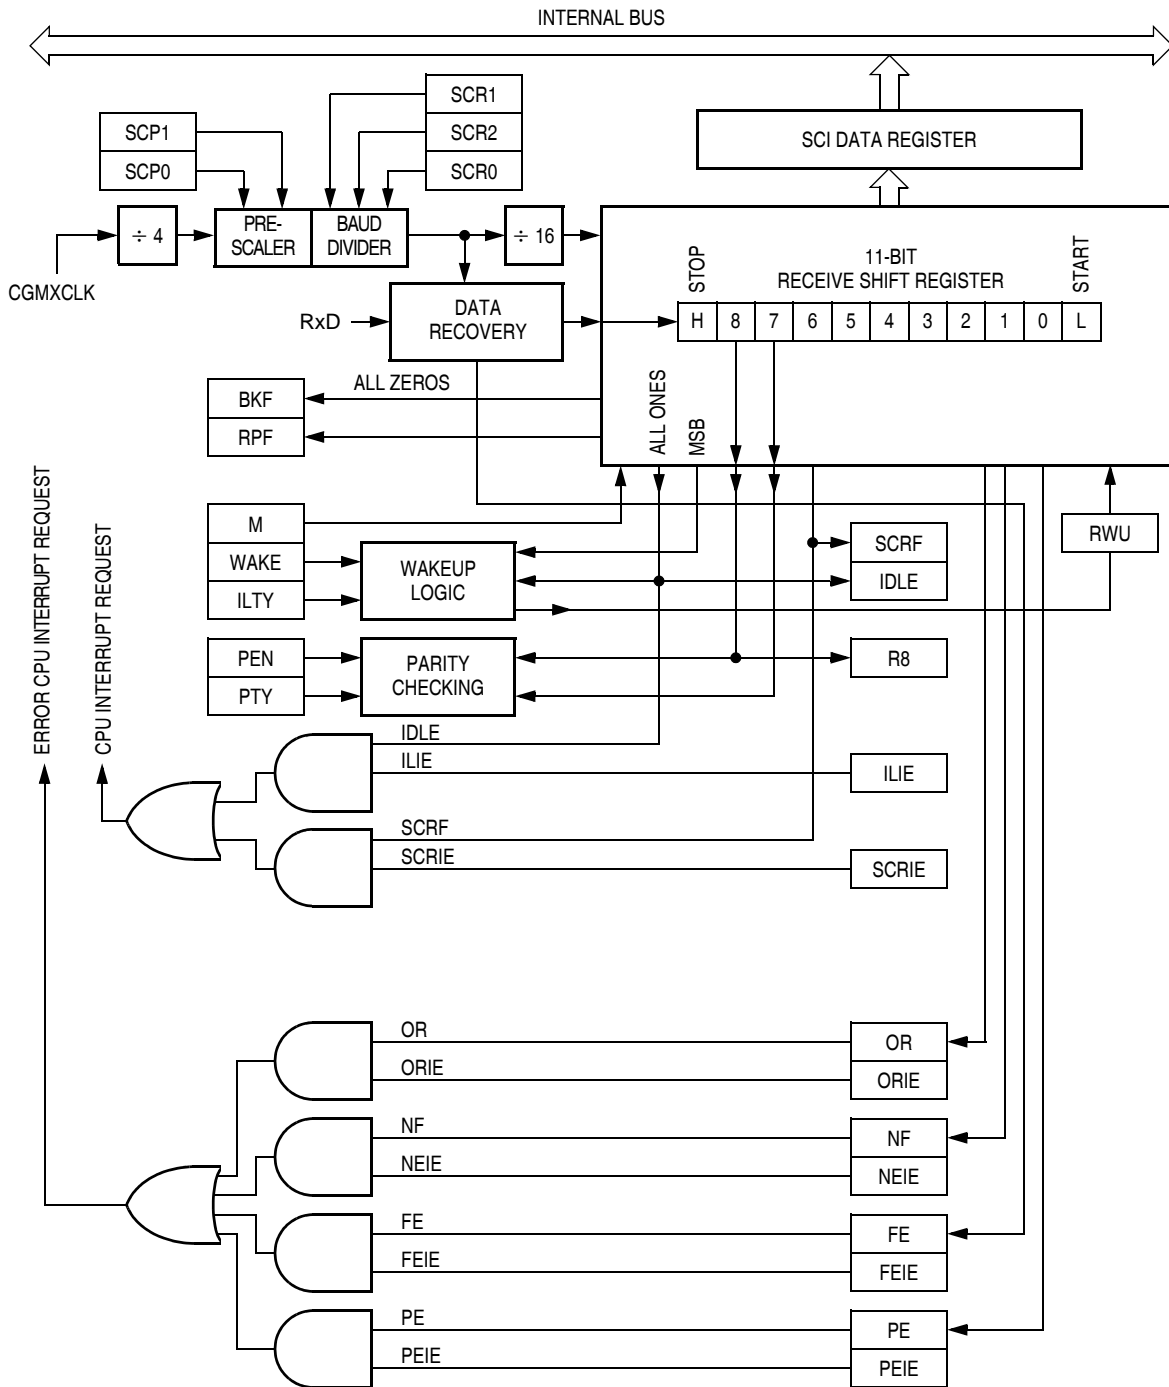 INTERNAL BUS
SCR1
SCR2
SCR0
SCP1
SCP0
SCI DATA REGISTER
÷ 4
PRE-
SCALER
BAUD
DIVIDER
÷ 16
CGMXCLK
STOP
11-BIT
RECEIVE SHIFT REGISTER
START
H 8 7 6 5 4 3 2 1 0 L
RxD
DATA
RECOVERY
ALL ZEROS
BKF
RPF
ALL ONES
MSB
ERROR CPU INTERRUPT REQUEST
CPU INTERRUPT REQUEST
M
WAKE
ILTY
WAKEUP
LOGIC
SCRF
IDLE
RWU
PEN
PTY
PARITY
CHECKING
R8
IDLE
ILIE
ILIE
SCRF
SCRIE
SCRIE
OR
OR
ORIE
ORIE
NF
NF
NEIE
NEIE
FE
FE
FEIE
FEIE
PE
PE
PEIE
PEIE